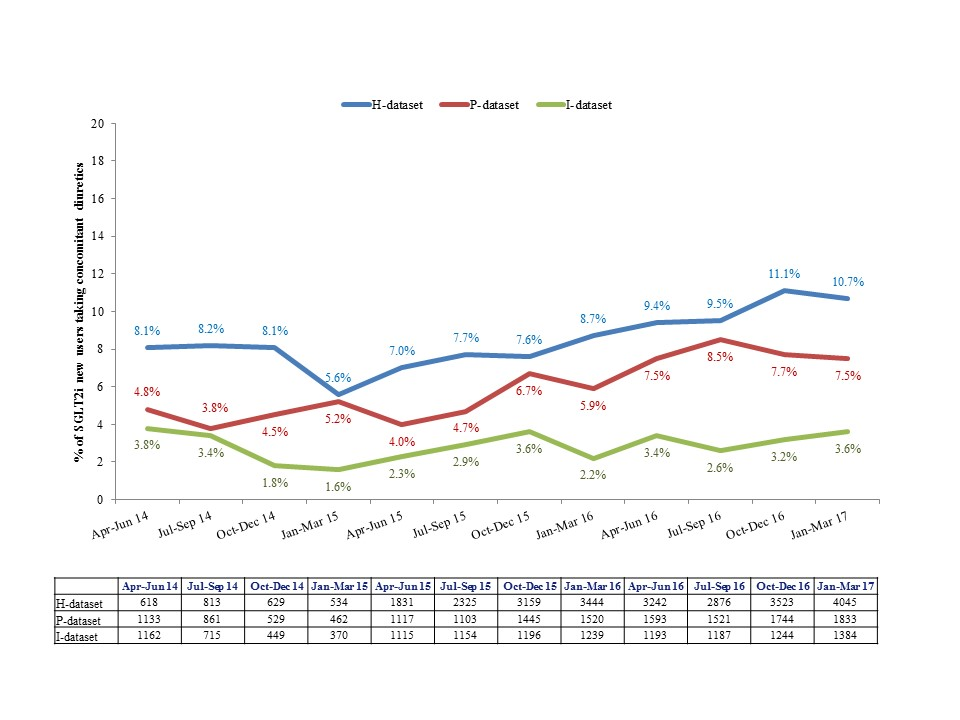 H-dataset P-dataset I-dataset
% of SGLT2i new users taking concomitant diuretics
20
18
16
14
12
10
8
6
4
2
0
8.1% 8.2% 8.1% 5.6% 7.0% 7.7% 7.6% 8.7% 9.4% 9.5% 11.1% 10.7%
4.8% 3.8% 4.5% 5.2% 4.0% 4.7% 6.7% 5.9% 7.5% 8.5% 7.7% 7.5%
3.8% 3.4% 1.8% 1.6% 2.3% 2.9% 3.6% 2.2% 3.4% 2.6% 3.2% 3.6%
Apr-Jun 14 Jul-Sep 14 Oct-Dec 14 Jan-Mar 15 Apr-Jun 15 Jul-Sep 15 Oct-Dec 15 Jan-Mar 16 Apr-Jun 16 Jul-Sep 16 Oct-Dec 16 Jan-Mar 17
Apr-Jun 14 Jul-Sep 14 Oct-Dec 14 Jan-Mar 15 Apr-Jun 15 Jul-Sep 15 Oct-Dec 15 Jan-Mar 16 Apr-Jun 16 Jul-Sep 16 Oct-Dec 16 Jan-Mar 17
H-dataset 618 813 629 534 1831 2325 3159 3444 3242 2876 3523 4045
P-dataset 1133 861 529 462 1117 1103 1445 1520 1593 1521 1744 1833
I-dataset 1162 715 449 370 1115 1154 1196 1239 1193 1187 1244 1384